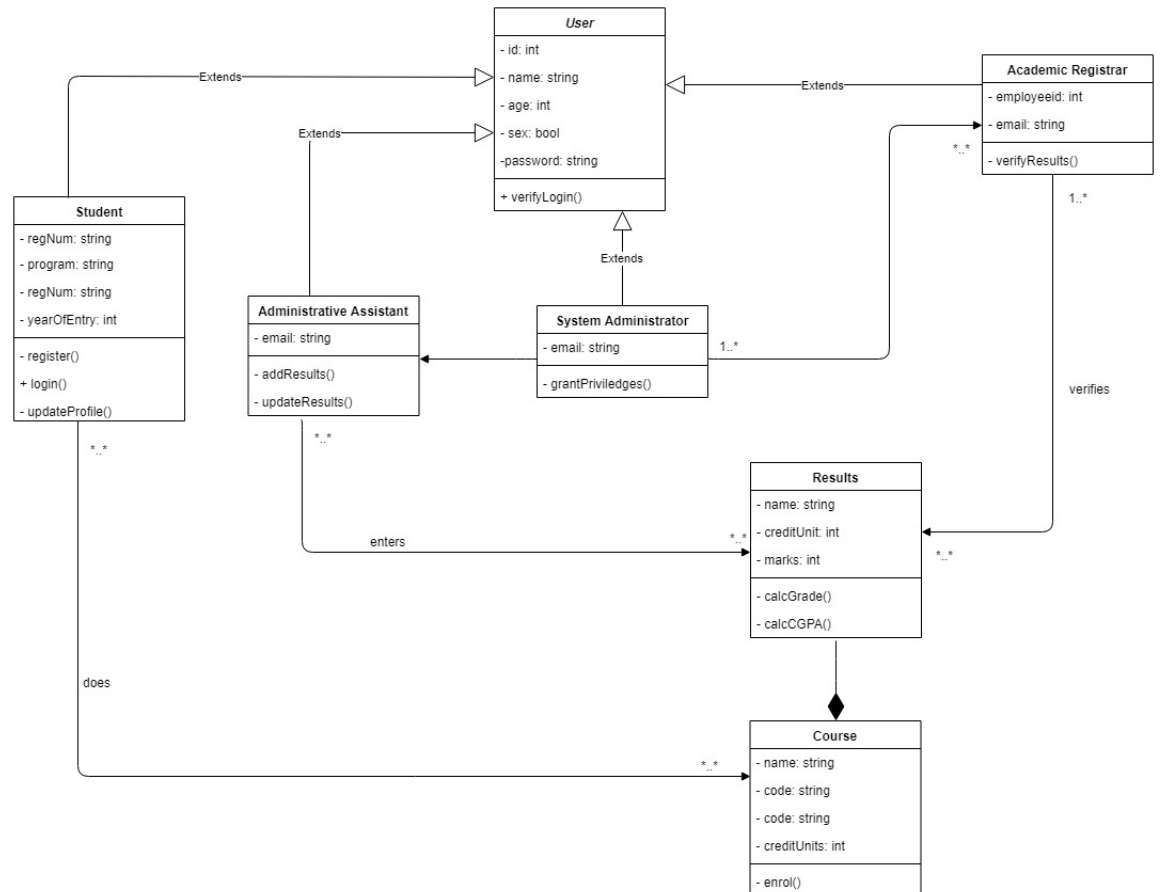 User
- id: int
- name: string
- age: int
- sex: bool
-password: string
+ verifyLogin()
Extends
Extends
Extends
Extends
Academic Registrar
- employeeid: int
- email: string
- verifyResults()
*..*
1..*
Student
- regNum: string
- program: string
- regNum: string
- yearOfEntry: int
- register()
+ login()
- updateProfile()
*..*
Administrative Assistant
- email: string
- addResults()
- updateResults()
*..*
System Administrator
- email: string
- grantPriviledges()
1..*
verifies
enters
*..*
Results
- name: string
- creditUnit: int
- marks: int
- calcGrade()
- calcCGPA()
*..*
does
*..*
Course
- name: string
- code: string
- code: string
- creditUnits: int
- enrol()